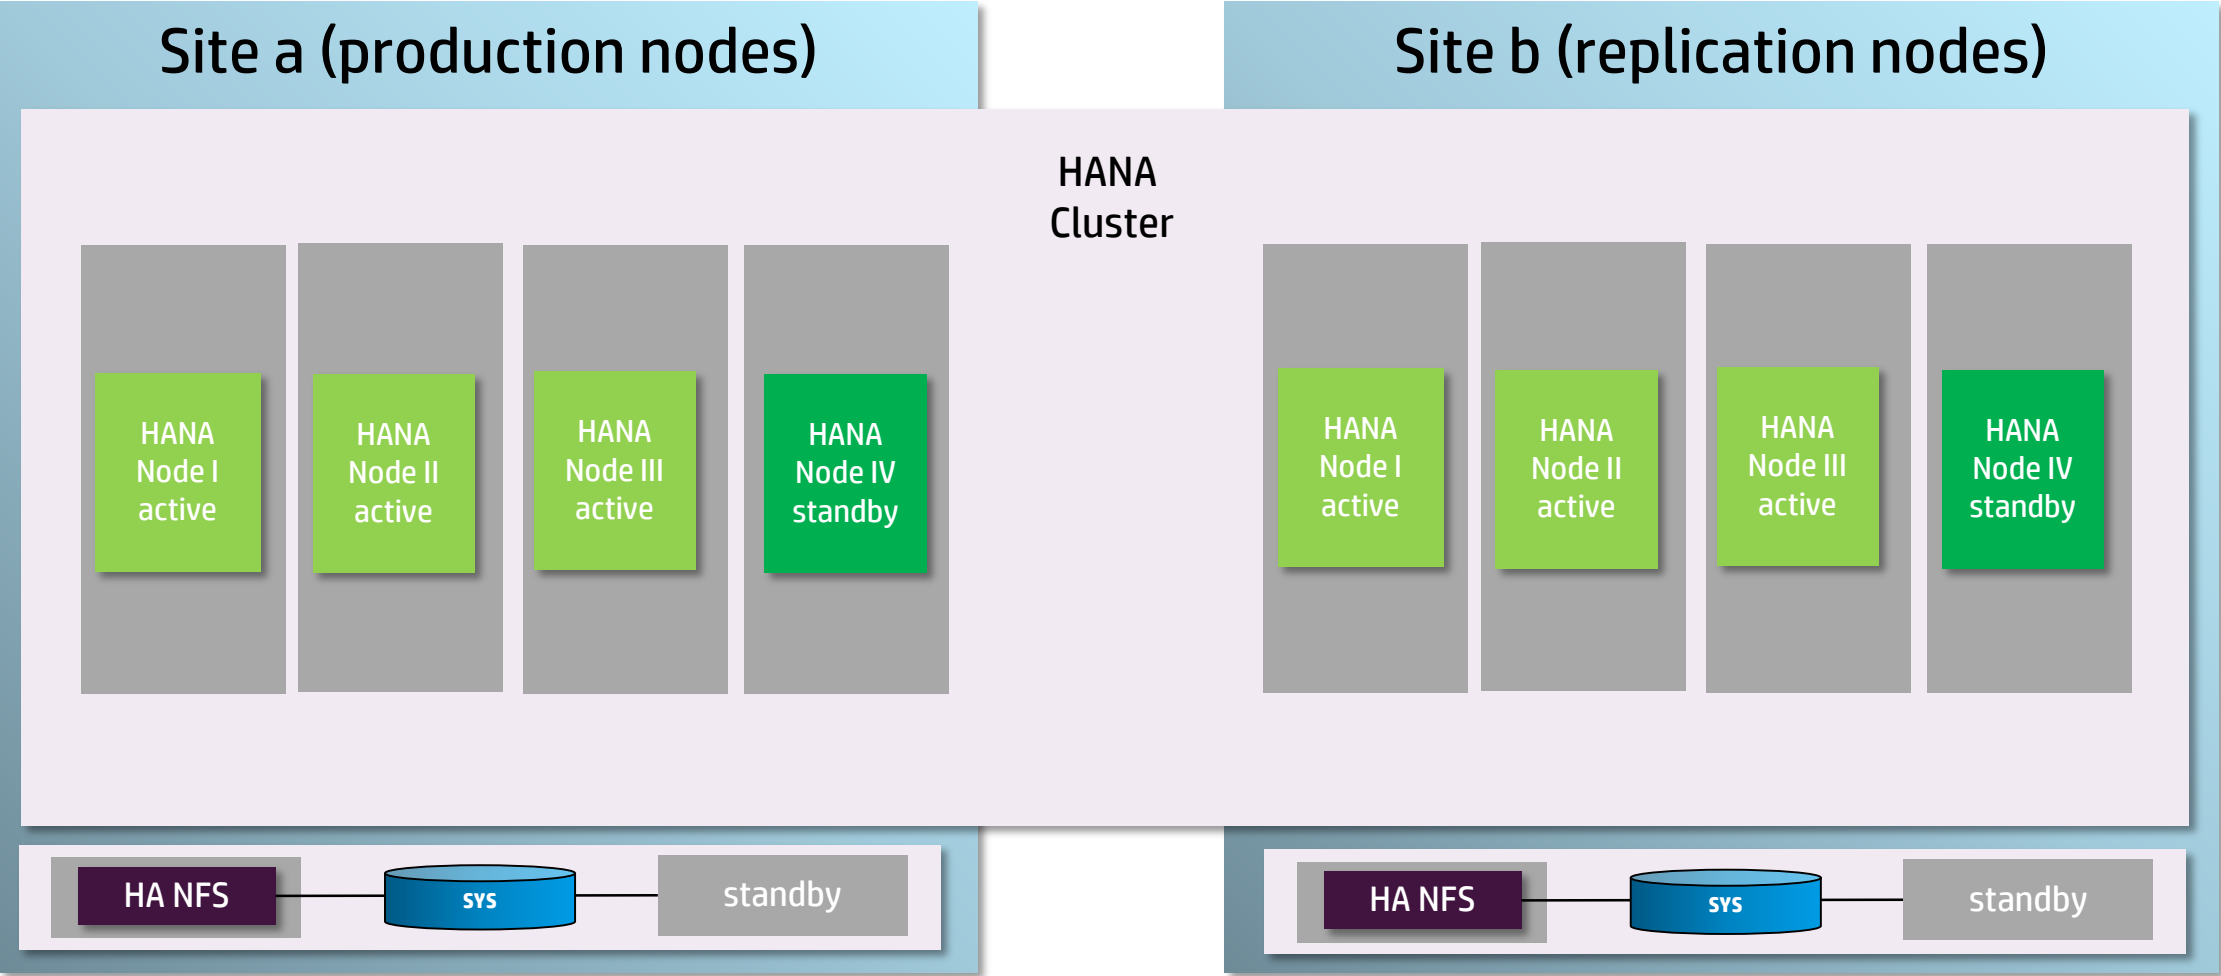 Site a (production nodes)
Site b (replication nodes)
HANA
Cluster
HANA
Node I
active
HANA
Node II
active
HANA
Node III
active
HANA
Node IV
standby
HANA
Node I
active
HANA
Node II
active
HANA
Node III
active
HANA
Node IV
standby
HA NFS
SYS
standby
HA NFS
SYS
standby